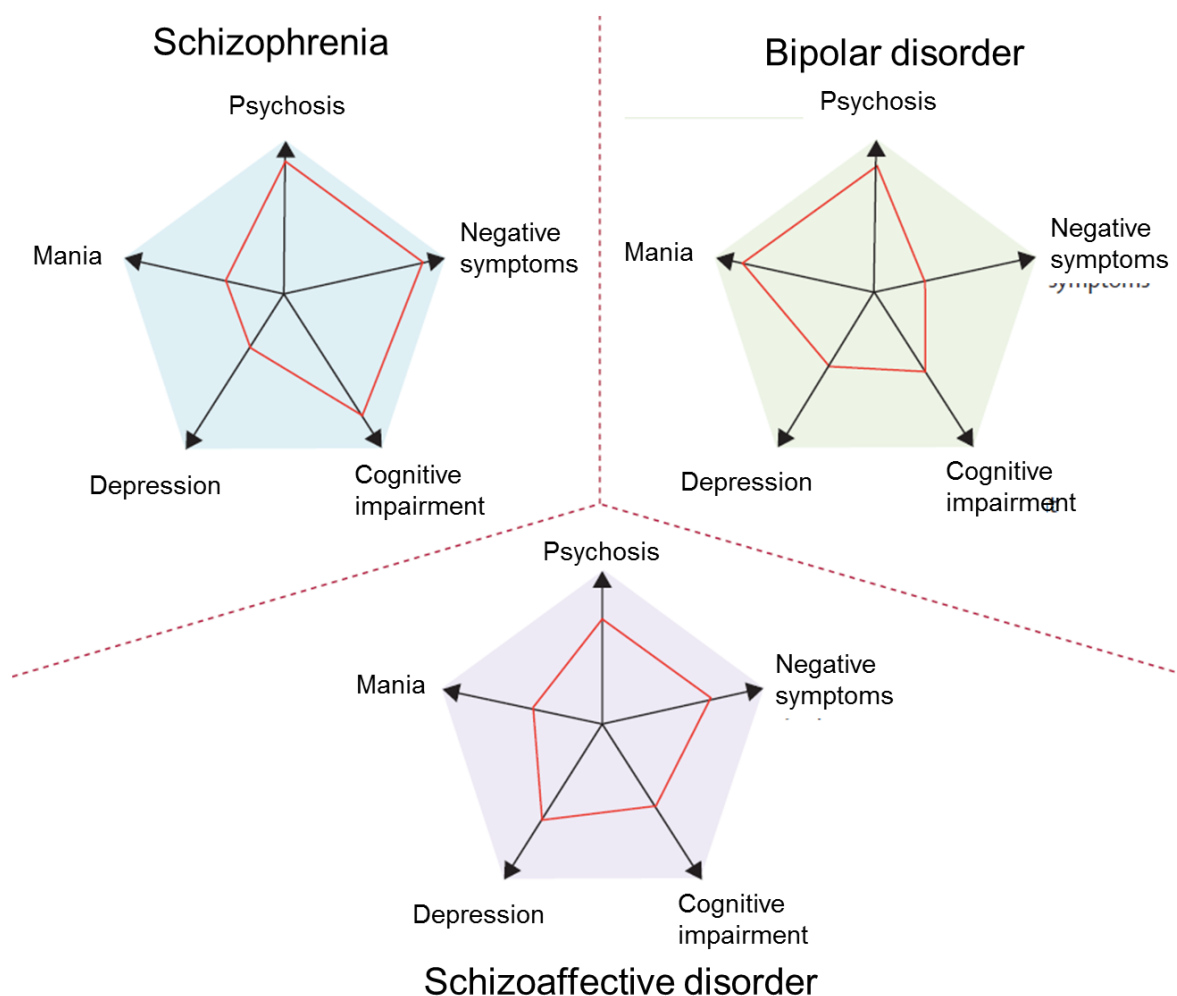 Schizophrenia
Psychosis
Mania
Negative
symptoms
Depression
Cognitive
impairment
Bipolar disorder
Psychosis
Mania
Negative
symptoms
symptoms
Depression
Cognitive
impairment
Psychosis
Mania
Negative
symptoms
Depression
Cognitive
impairment
Schizoaffective disorder